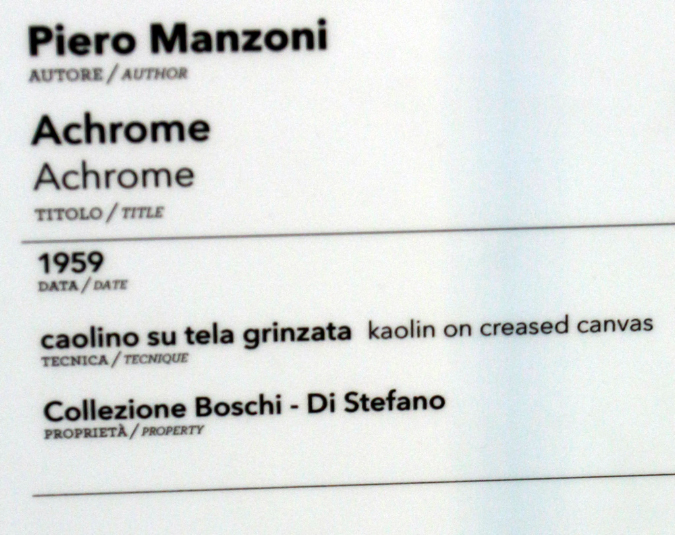 Piero Manzoni
AUTORE / AUTHOR
Achrome
Achrome
TITOLO / TITLE
1959
DATA / DATE
caolino su tela grinzata kaolin on creased canvas
TECNICA / TECNIQUE
Collezione Boschi - Di Stefano
PROPRIETÀ / PROPERTY